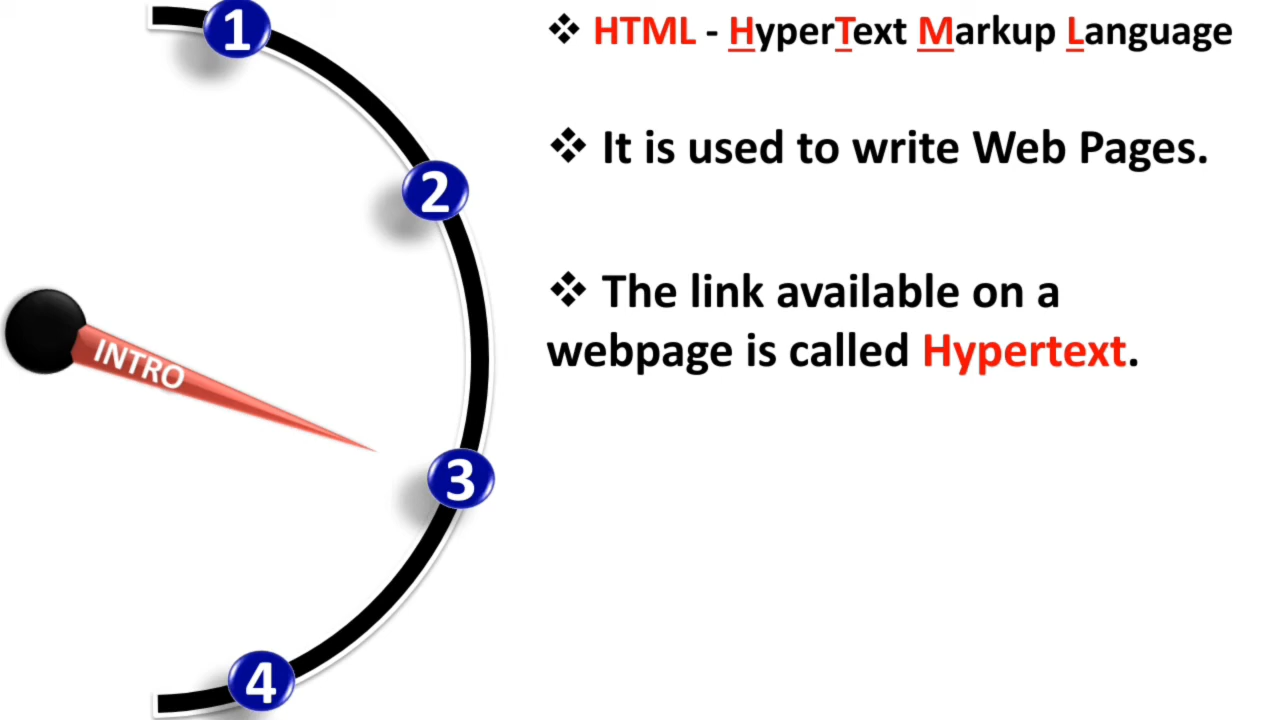 1
❖ HTML - HyperText Markup Language
2
❖ It is used to write Web Pages.
❖ The link available on a
webpage is called Hypertext.
INTRO
3
4